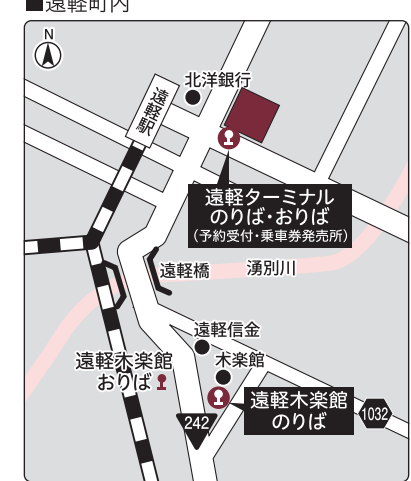 ■遠軽町内
N
北洋銀行
遠軽駅
遠軽ターミナル
のりば・おりば
(予約受付・乗車券発売所)
遠軽橋
湧別川
遠軽信金
遠軽木楽館
おりば
木楽館
遠軽木楽館
のりば
1032
242